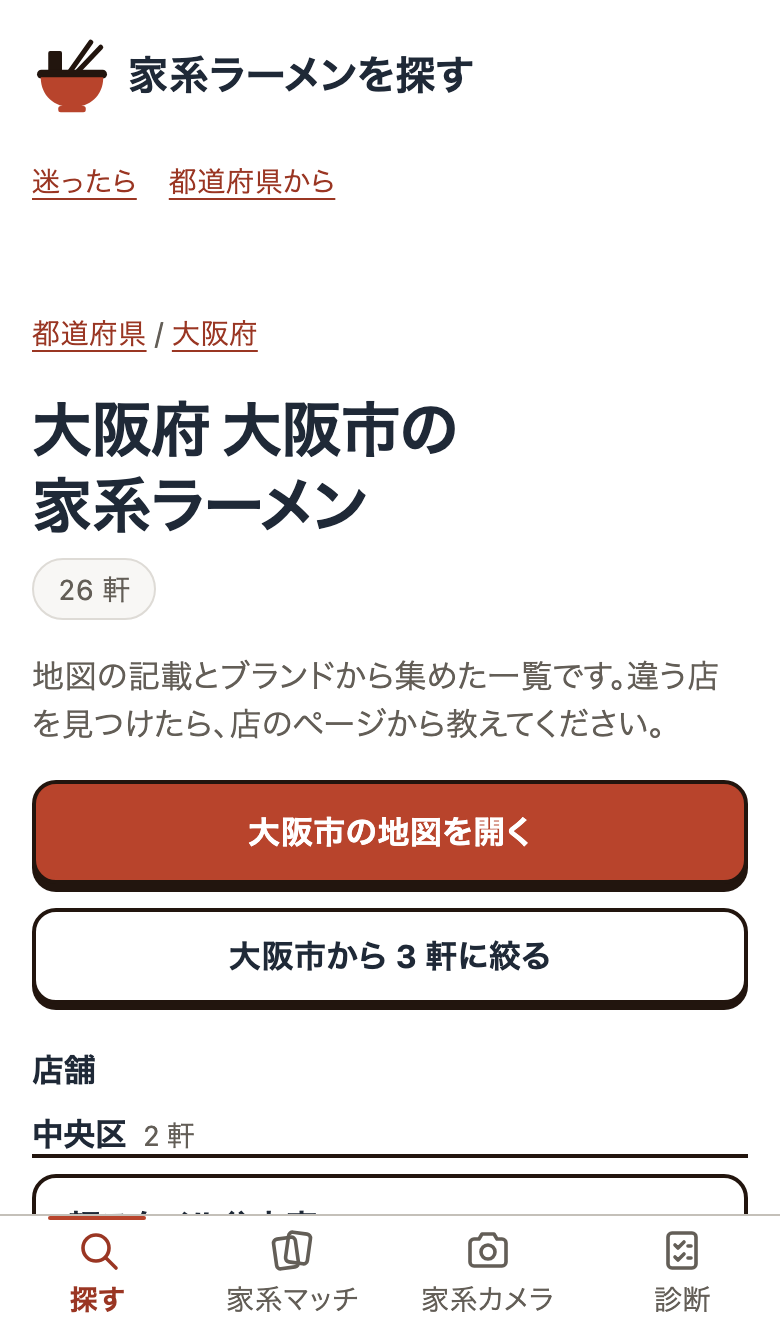 家系ラーメンを探す
迷ったら 都道府県から
都道府県 / 大阪府
大阪府 大阪市の
家系ラーメン
26 軒
地図の記載とブランドから集めた一覧です。違う店
を見つけたら、店のページから教えてください。
大阪市の地図を開く
大阪市から 3 軒に絞る
店舗
中央区 2 軒
探す 家系マッチ 家系カメラ 診断